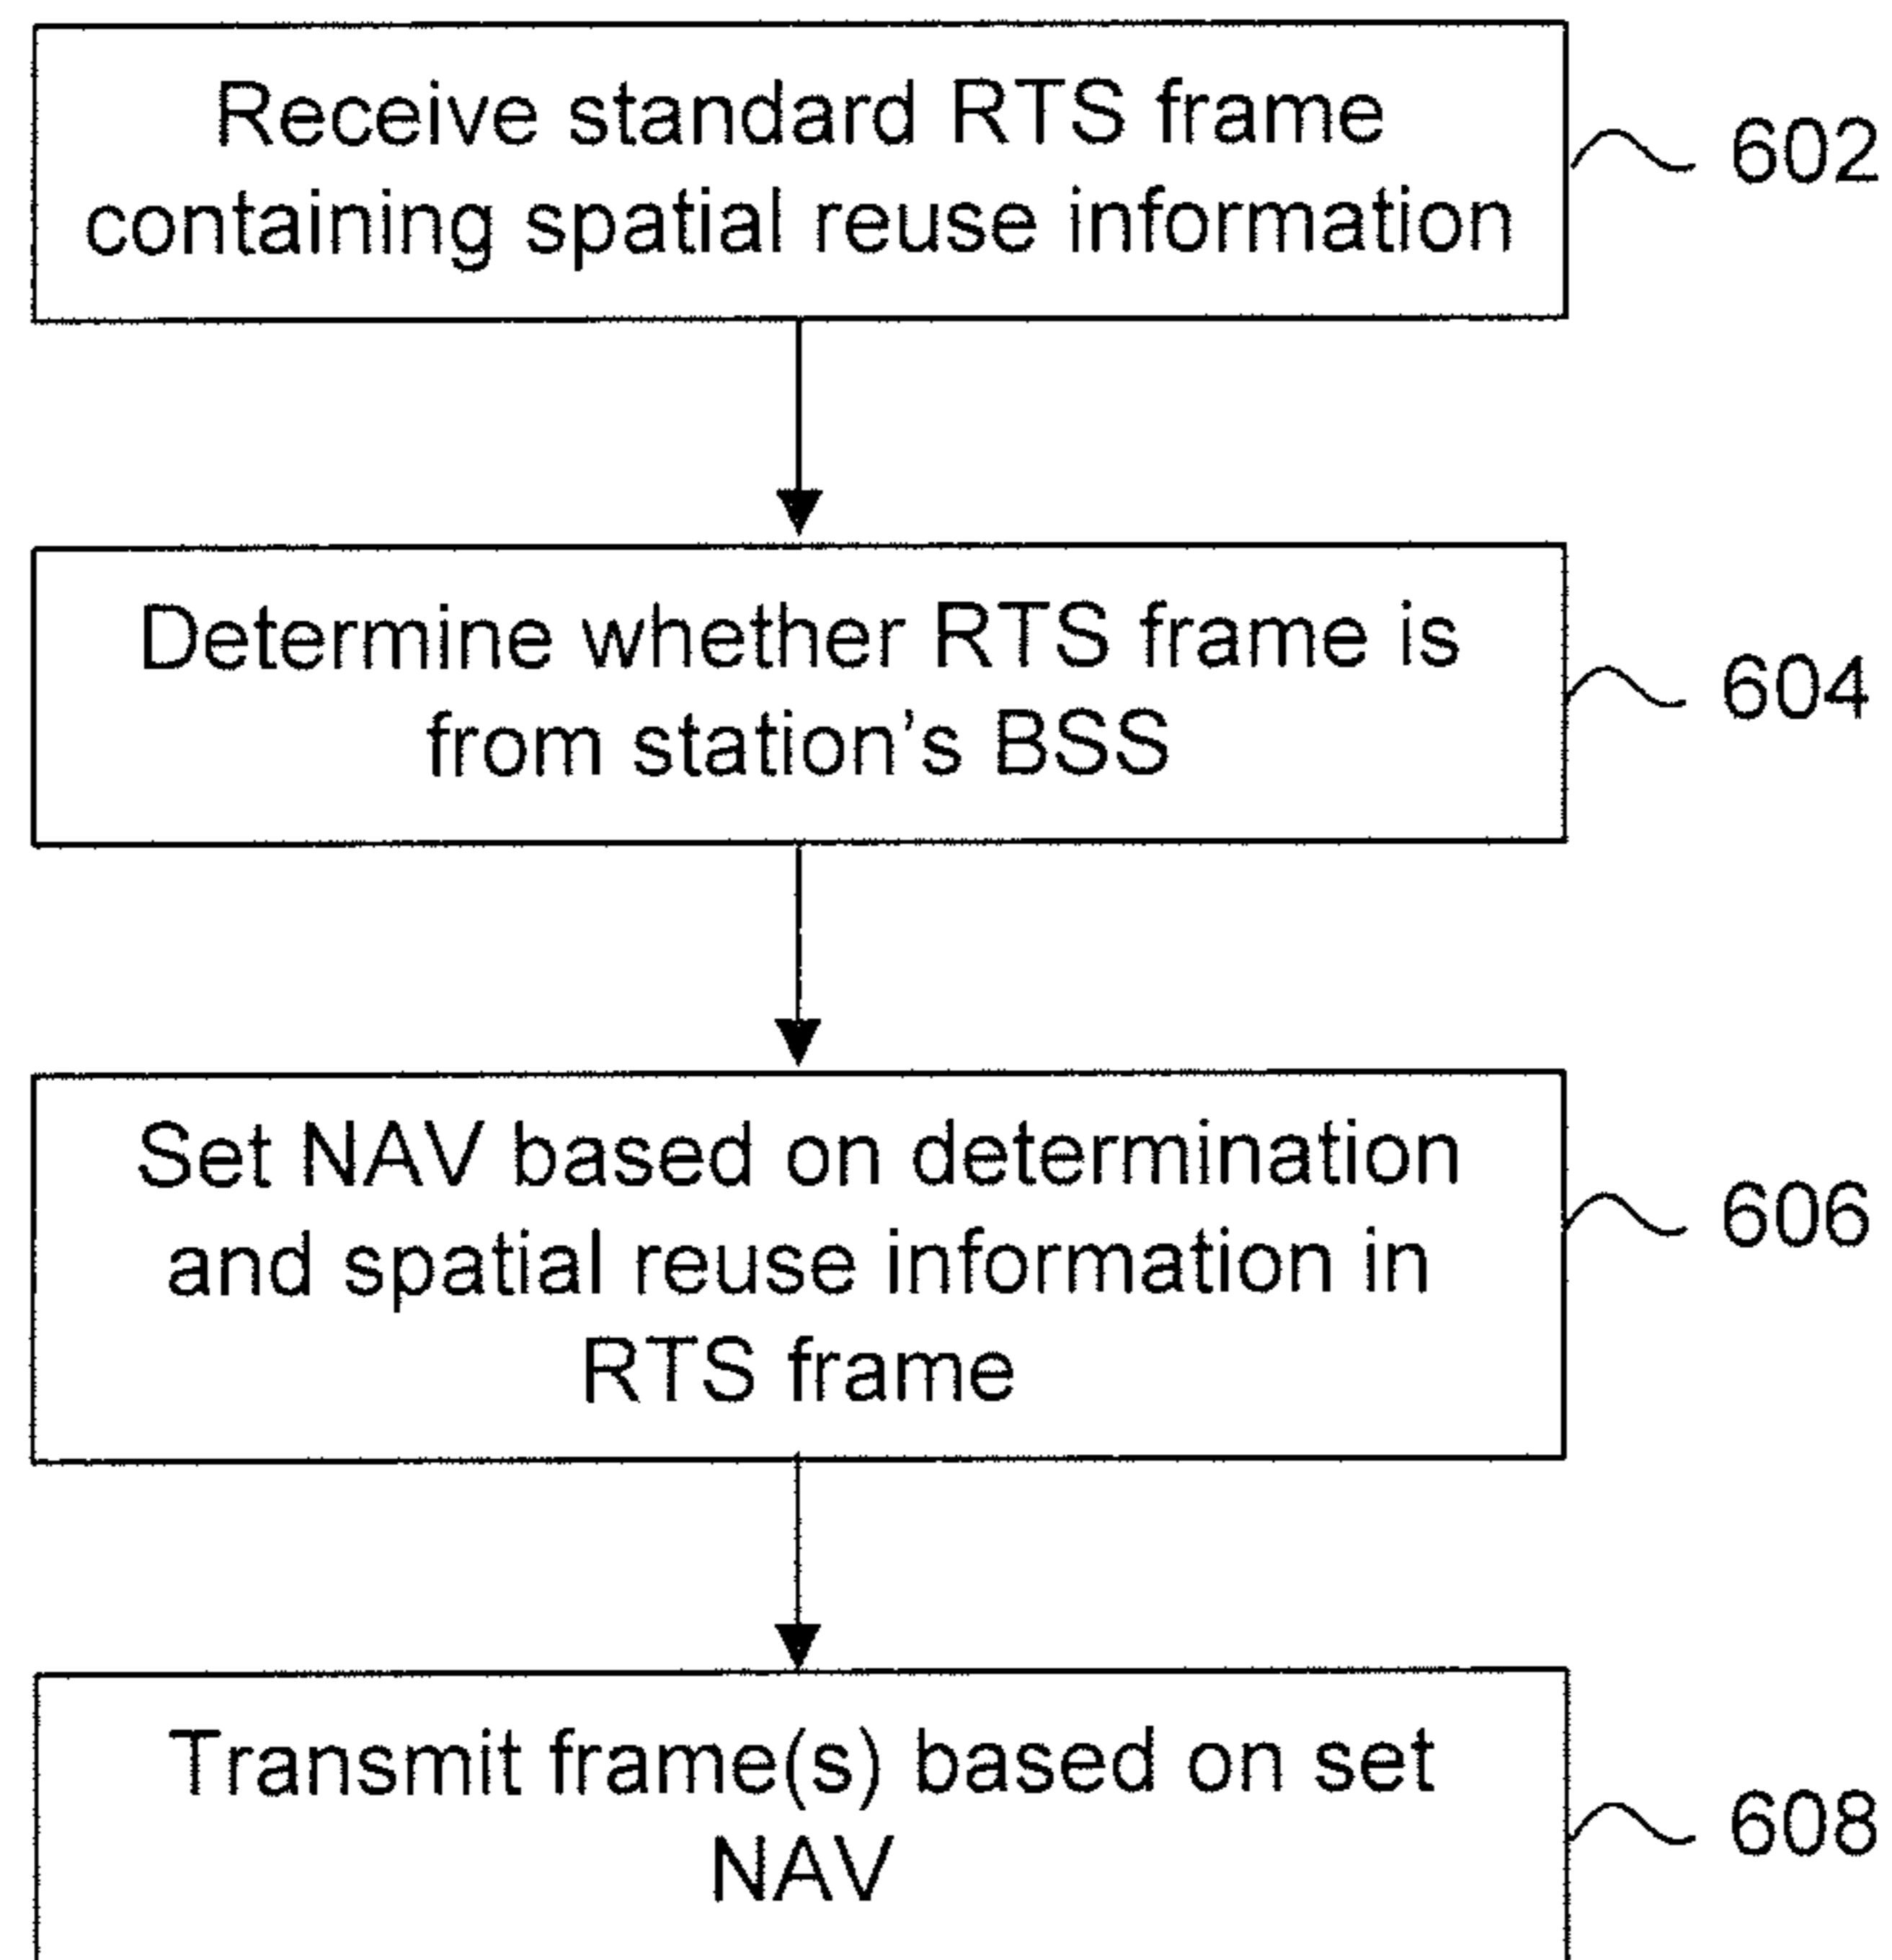 Receive standard RTS frame
containing spatial reuse information
602
Determine whether RTS frame is
from station's BSS
604
Set NAV based on determination
and spatial reuse information in
RTS frame
606
Transmit frame(s) based on set
NAV
608